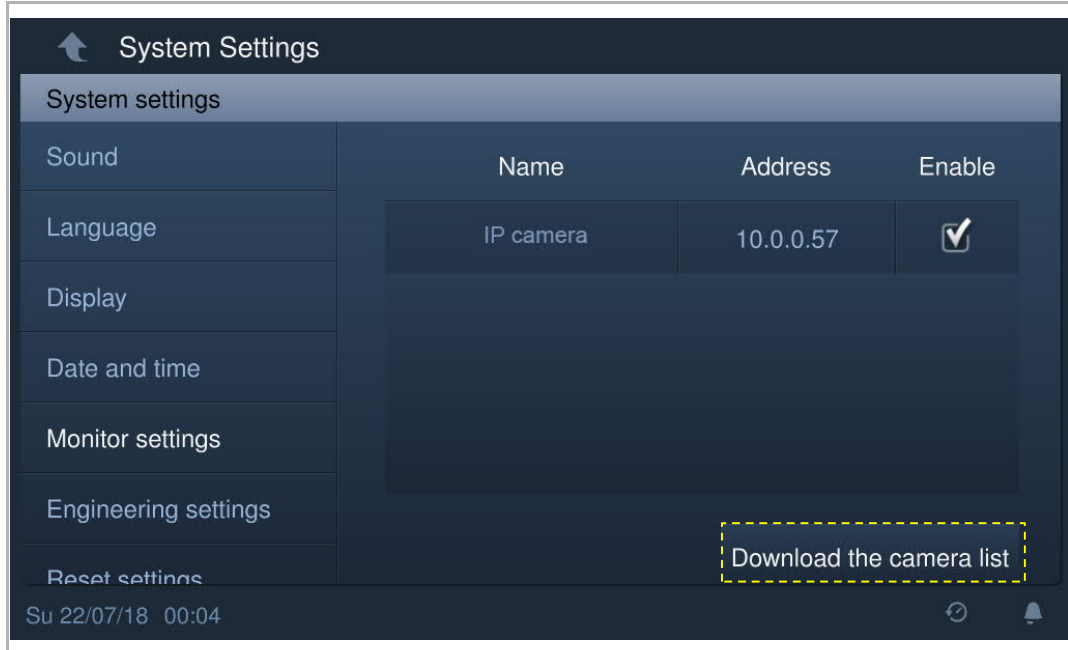 System Settings
System settings
Sound
Language
Display
Date and time
Monitor settings
Engineering settings
Reset settings
Name Address Enable
IP camera 10.0.0.57
Download the camera list
Su 22/07/18 00:04